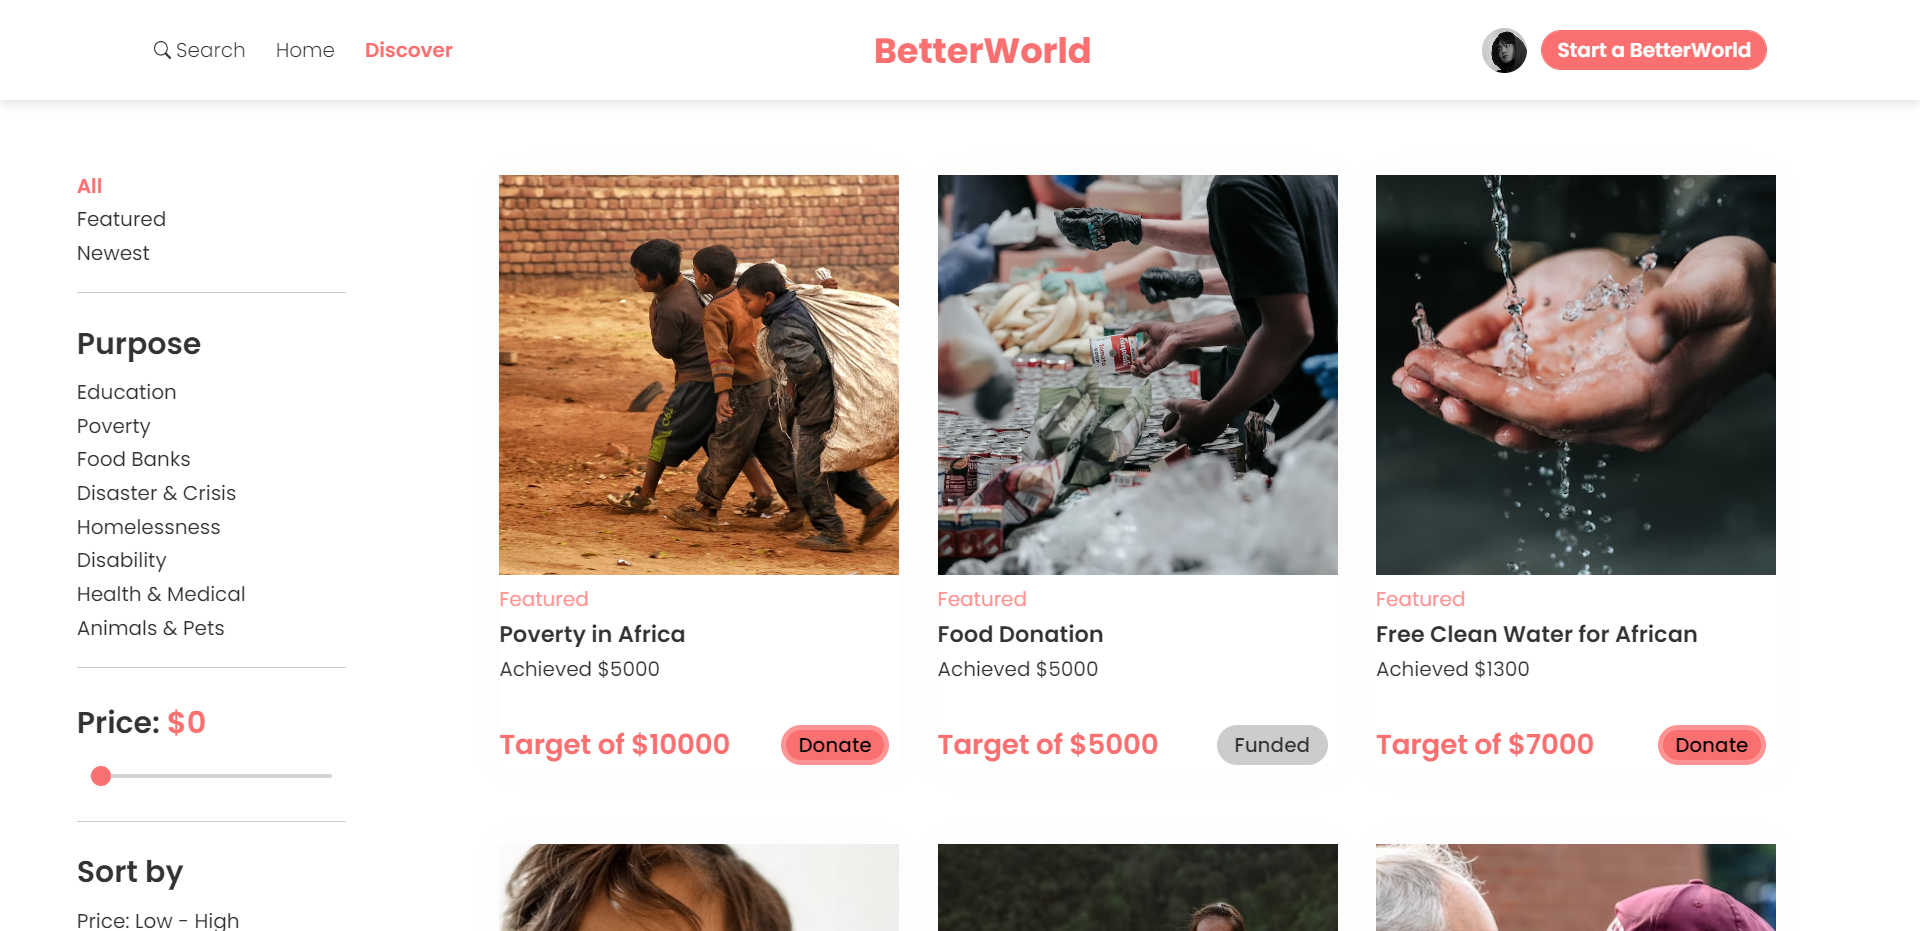 Search Home Discover
BetterWorld
Start a BetterWorld
All
Featured
Newest
Purpose
Education
Poverty
Food Banks
Disaster & Crisis
Homelessness
Disability
Health & Medical
Animals & Pets
Price: $0
Sort by
Price: Low - High
Featured
Poverty in Africa
Achieved $5000
Target of $10000
Donate
Featured
Food Donation
Achieved $5000
Target of $5000
Funded
Featured
Free Clean Water for African
Achieved $1300
Target of $7000
Donate